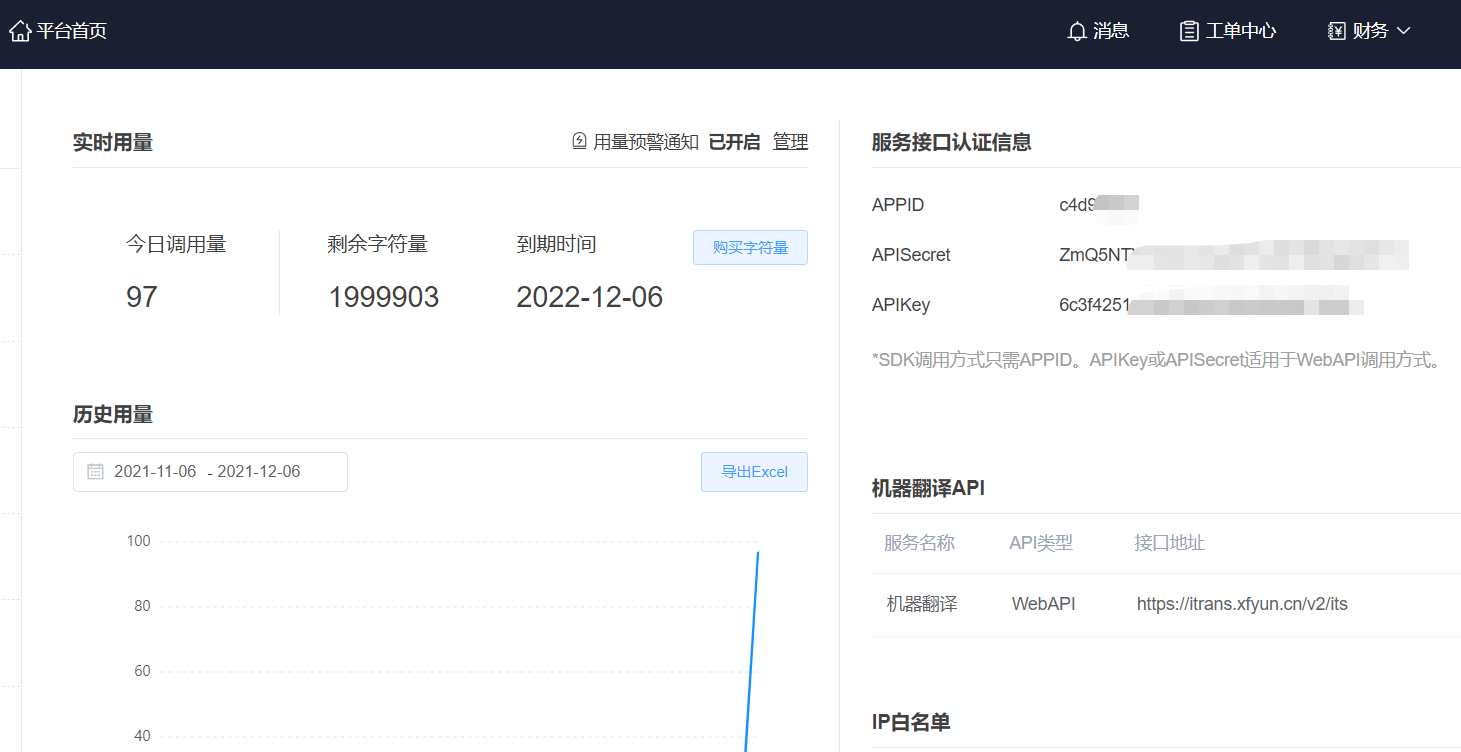 平台首页
消息
工单中心
财务
实时用量
用量预警通知 已开启 管理
今日调用量
剩余字符量
到期时间
购买字符量
97
1999903
2022-12-06
历史用量
2021-11-06 - 2021-12-06
导出Excel
100
80
60
40
服务接口认证信息
APPID
c4d9
APISecret
ZmQ5NT
APIKey
6c3f4251
*SDK调用方式只需APPID。APIKey或APISecret适用于WebAPI调用方式。
机器翻译API
服务名称 API类型 接口地址
机器翻译 WebAPI https://itrans.xfyun.cn/v2/its
IP白名单